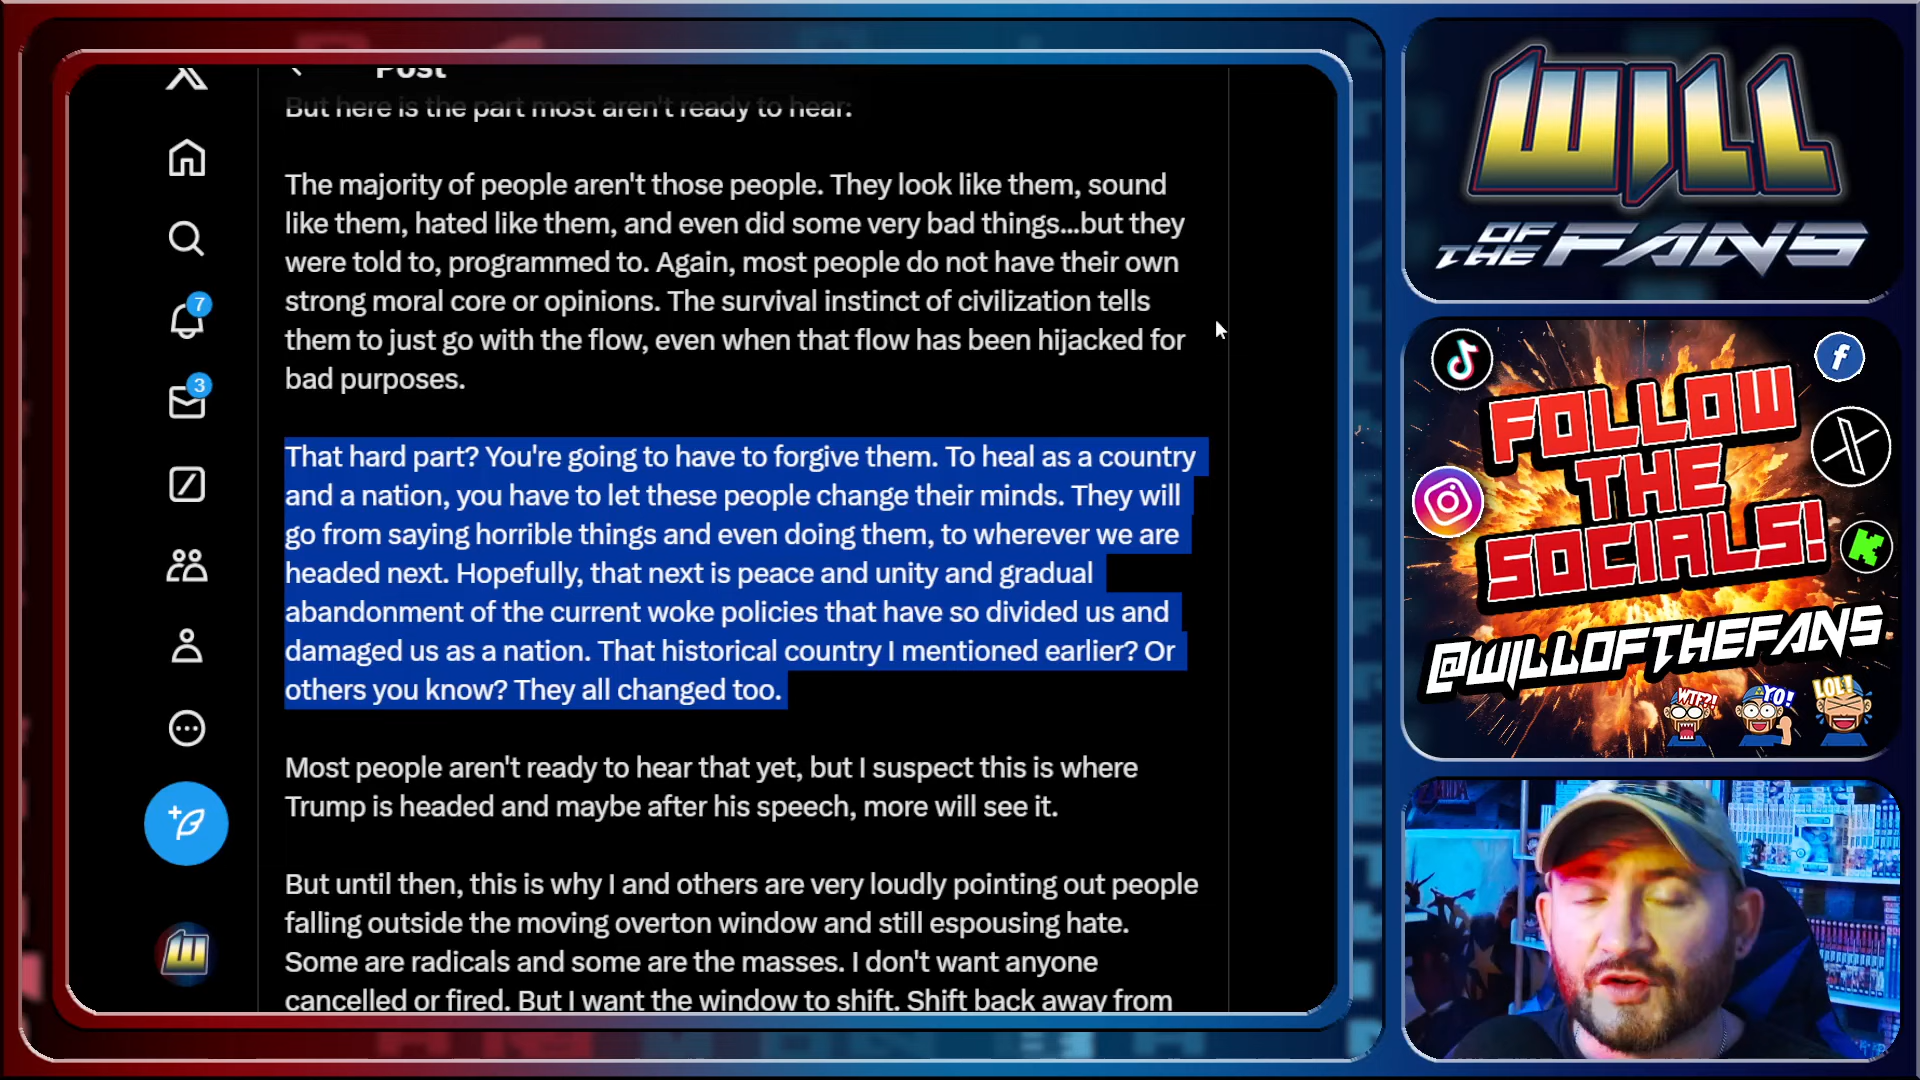 Post
But here is the part most aren't ready to hear:
The majority of people aren't those people. They look like them, sound
like them, hated like them, and even did some very bad things...but they
were told to, programmed to. Again, most people do not have their own
strong moral core or opinions. The survival instinct of civilization tells
them to just go with the flow, even when that flow has been hijacked for
bad purposes.
That hard part? You're going to have to forgive them. To heal as a country
and a nation, you have to let these people change their minds. They will
go from saying horrible things and even doing them, to wherever we are
headed next. Hopefully, that next is peace and unity and gradual
abandonment of the current woke policies that have so divided us and
damaged us as a nation. That historical country I mentioned earlier? Or
others you know? They all changed too.
Most people aren't ready to hear that yet, but I suspect this is where
Trump is headed and maybe after his speech, more will see it.
But until then, this is why I and others are very loudly pointing out people
falling outside the moving overton window and still espousing hate.
Some are radicals and some are the masses. I don't want anyone
cancelled or fired. But I want the window to shift. Shift back away from
7
3
WILL
OF
THE FANS
FOLLOW
THE
SOCIALS!
@WILLOFTHEFANS
WTF?!
YO!
LOL!